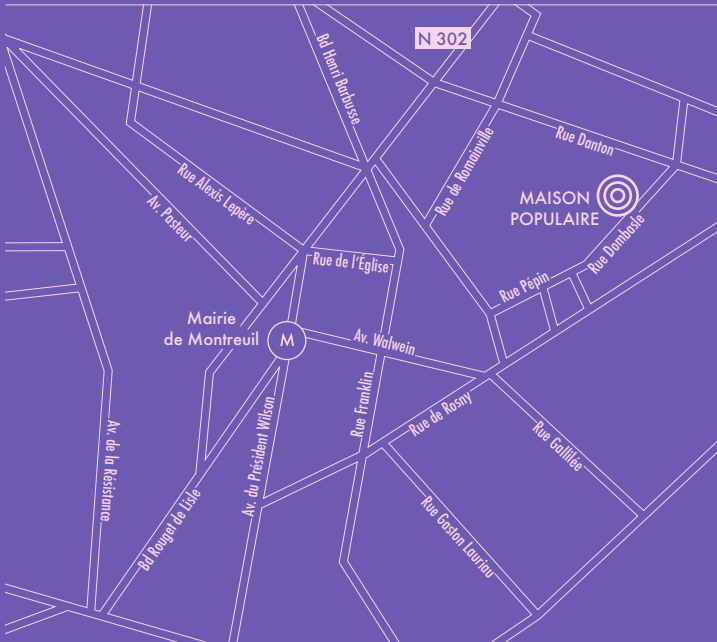 N 302
Bd Henri Barbusse
Rue Danton
Rue de Romainville
Rue Alexis Lepère
MAISON
POPULAIRE
Av. Pasteur
Rue Dombasle
Rue de l'Église
Rue Pépin
Mairie
de Montreuil
M
Av. Walwein
Rue Franklin
Rue de Rosny
Av. du Président Wilson
Rue Gallilée
Av. de la Résistance
Rue Gaston Lauriau
Bd Rouget de Lisle